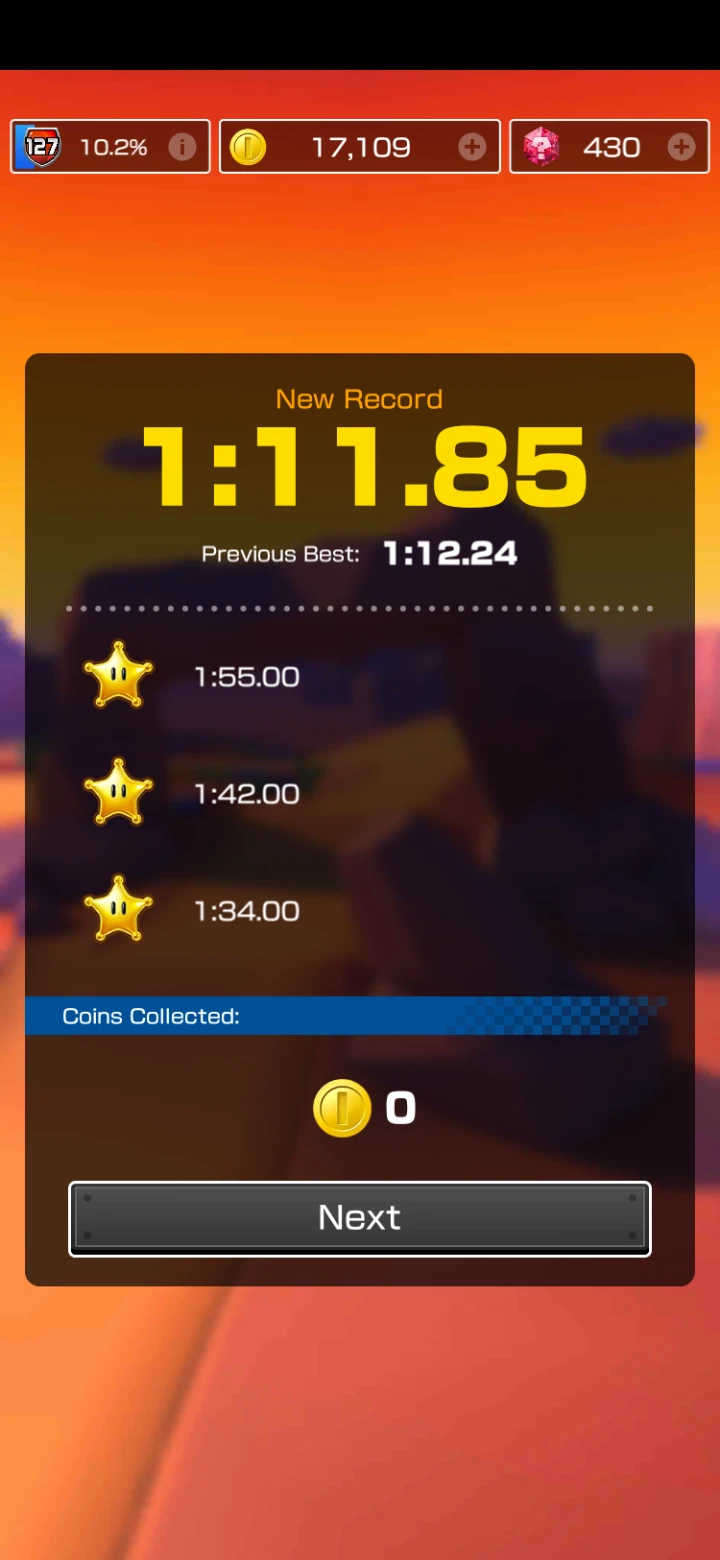 127 10.2% i 17,109 + ? 430 +
New Record
1:11.85
Previous Best: 1:12.24
1:55.00
1:42.00
1:34.00
Coins Collected:
0
Next